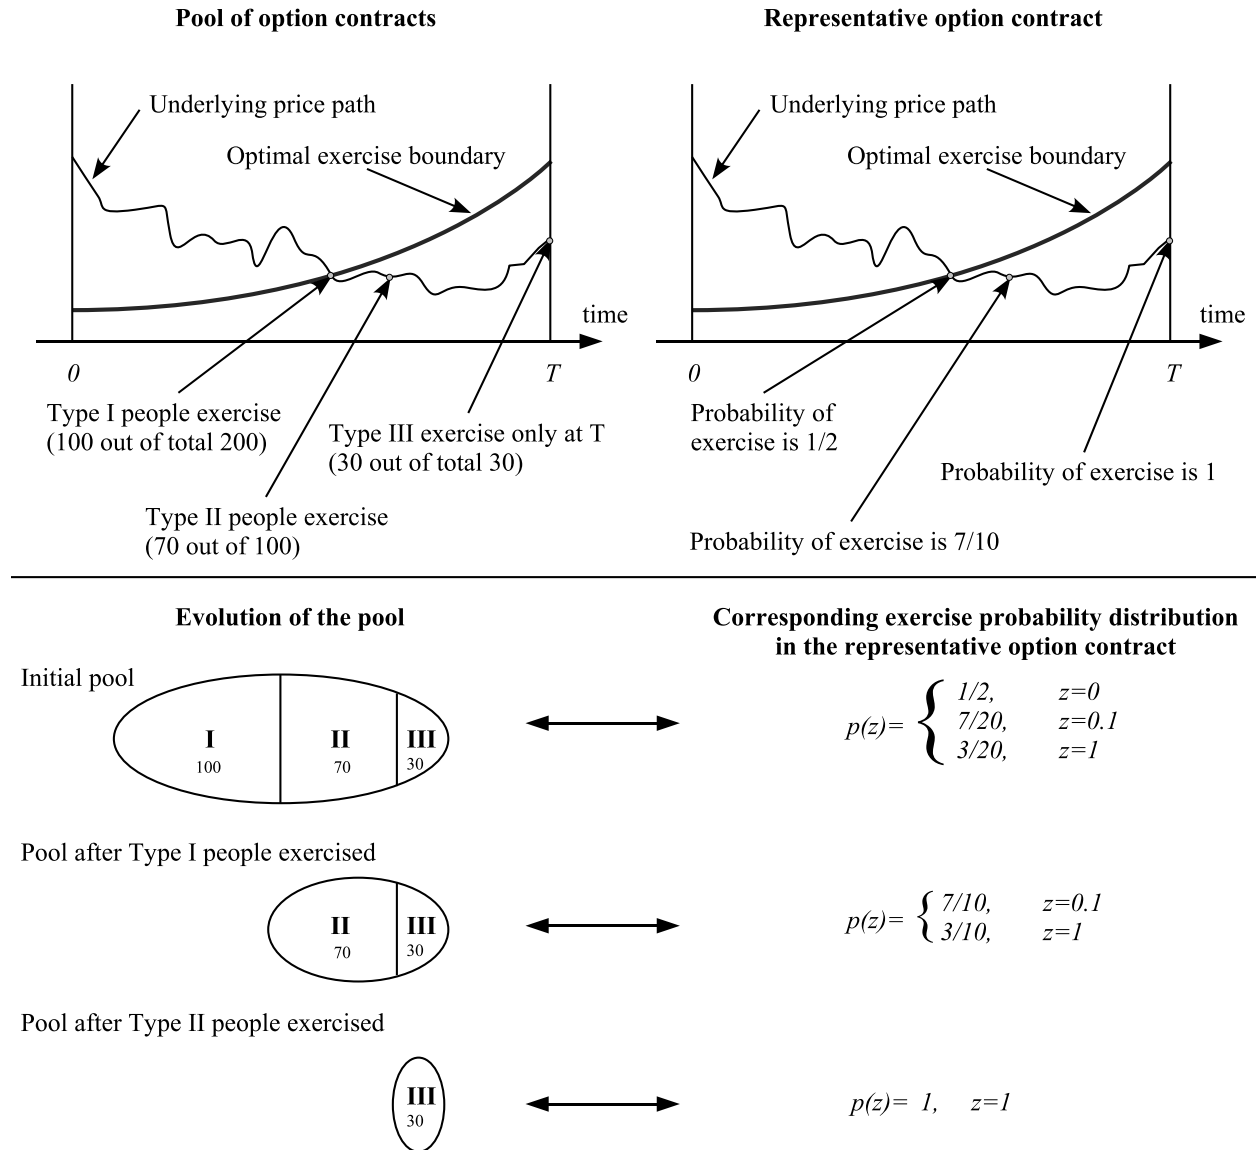 Pool of option contracts
Underlying price path
Optimal exercise boundary
time
0
T
Type I people exercise
(100 out of total 200)
Type III exercise only at T
(30 out of total 30)
Type II people exercise
(70 out of 100)
Representative option contract
Underlying price path
Optimal exercise boundary
time
0
T
Probability of
exercise is 1/2
Probability of exercise is 1
Probability of exercise is 7/10
Evolution of the pool
Corresponding exercise probability distribution
in the representative option contract
Initial pool
I
100
II
70
III
30
p(z)= {
1/2, z=0
7/20, z=0.1
3/20, z=1
Pool after Type I people exercised
II
70
III
30
p(z)= {
7/10, z=0.1
3/10, z=1
Pool after Type II people exercised
III
30
p(z)= 1, z=1